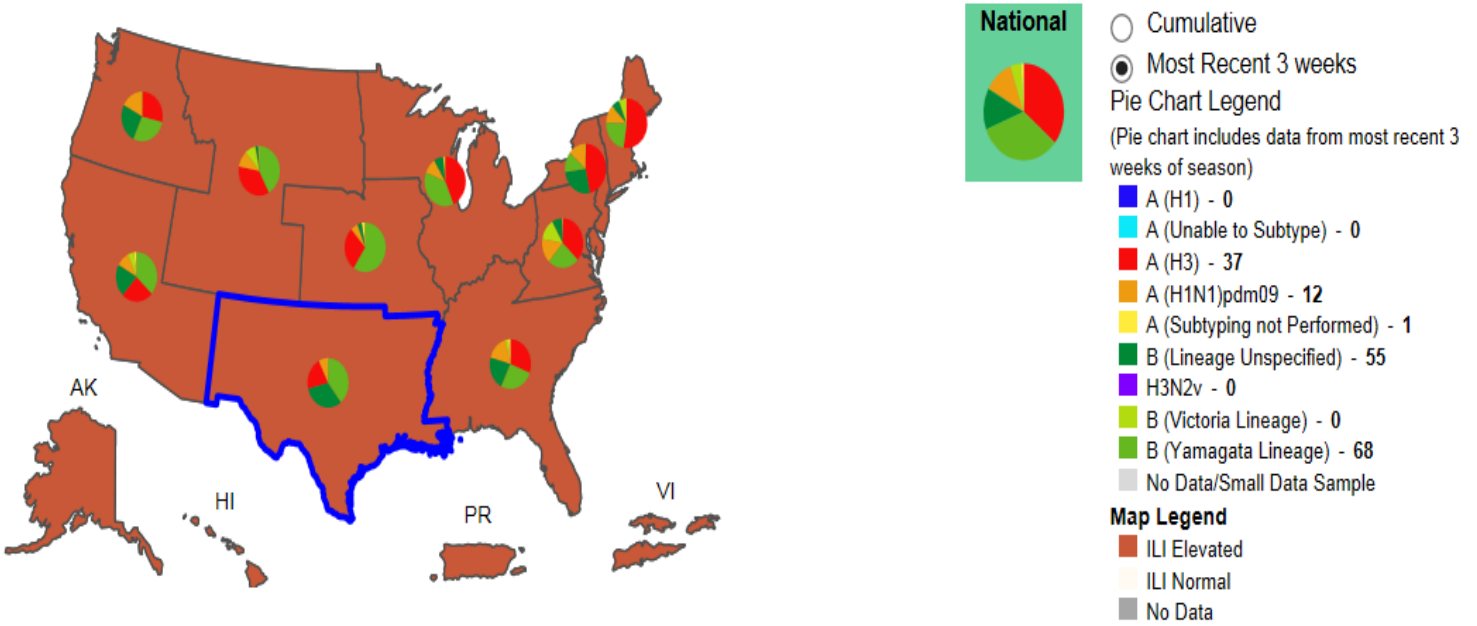 National
Cumulative
Most Recent 3 weeks
Pie Chart Legend
(Pie chart includes data from most recent 3
weeks of season)
A (H1) - 0
A (Unable to Subtype) - 0
A (H3) - 37
A (H1N1)pdm09 - 12
A (Subtyping not Performed) - 1
B (Lineage Unspecified) - 55
H3N2v - 0
B (Victoria Lineage) - 0
B (Yamagata Lineage) - 68
No Data/Small Data Sample
Map Legend
ILI Elevated
ILI Normal
No Data
AK
HI
PR
VI